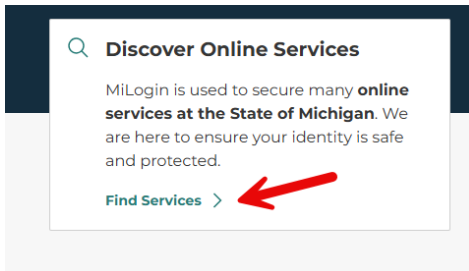 Discover Online Services
MiLogin is used to secure many online
services at the State of Michigan. We
are here to ensure your identity is safe
and protected.
Find Services